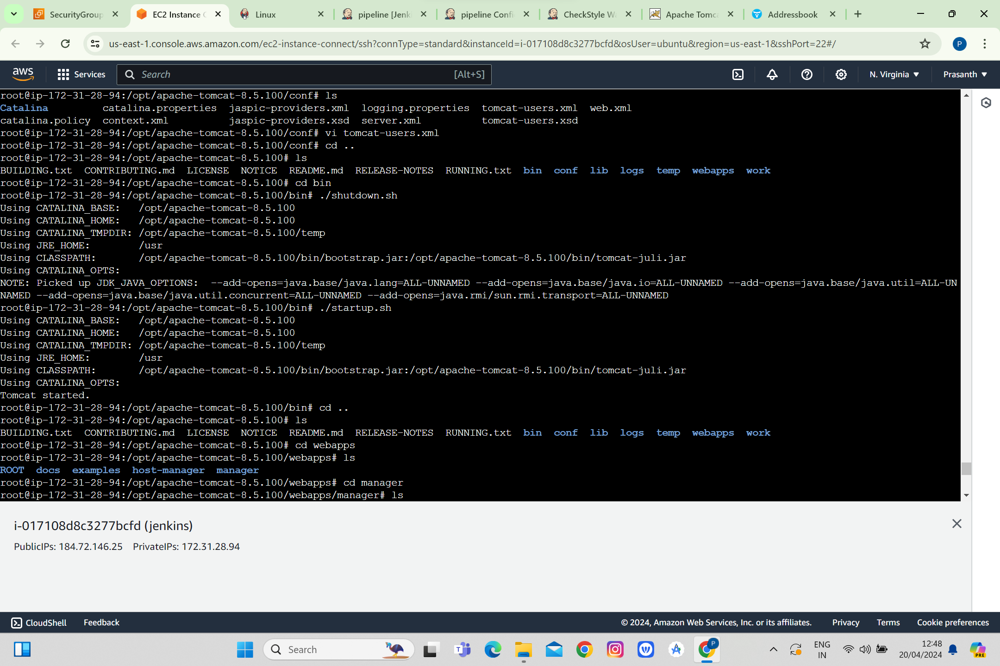 SecurityGroup
EC2 Instance C
Linux
pipeline [Jenki
pipeline Confi
CheckStyle Wa
Apache Tomca
Addressbook
us-east-1.console.aws.amazon.com/ec2-instance-connect/ssh?connType=standard&instanceId=i-017108d8c3277bcfd&osUser=ubuntu&region=us-east-1&sshPort=22#/
P
aws
Services
Search
[Alt+S]
N. Virginia
Prasanth
root@ip-172-31-28-94:/opt/apache-tomcat-8.5.100/conf# ls
Catalina         catalina.properties  jaspic-providers.xml  logging.properties  tomcat-users.xml  web.xml
catalina.policy  context.xml          jaspic-providers.xsd  server.xml          tomcat-users.xsd
root@ip-172-31-28-94:/opt/apache-tomcat-8.5.100/conf# vi tomcat-users.xml
root@ip-172-31-28-94:/opt/apache-tomcat-8.5.100/conf# cd ..
root@ip-172-31-28-94:/opt/apache-tomcat-8.5.100# ls
BUILDING.txt  CONTRIBUTING.md  LICENSE  NOTICE  README.md  RELEASE-NOTES  RUNNING.txt  bin  conf  lib  logs  temp  webapps  work
root@ip-172-31-28-94:/opt/apache-tomcat-8.5.100# cd bin
root@ip-172-31-28-94:/opt/apache-tomcat-8.5.100/bin# ./shutdown.sh
Using CATALINA_BASE:   /opt/apache-tomcat-8.5.100
Using CATALINA_HOME:   /opt/apache-tomcat-8.5.100
Using CATALINA_TMPDIR: /opt/apache-tomcat-8.5.100/temp
Using JRE_HOME:        /usr
Using CLASSPATH:       /opt/apache-tomcat-8.5.100/bin/bootstrap.jar:/opt/apache-tomcat-8.5.100/bin/tomcat-juli.jar
Using CATALINA_OPTS:
NOTE: Picked up JDK_JAVA_OPTIONS:  --add-opens=java.base/java.lang=ALL-UNNAMED --add-opens=java.base/java.io=ALL-UNNAMED --add-opens=java.base/java.util=ALL-UN
NAMED --add-opens=java.base/java.util.concurrent=ALL-UNNAMED --add-opens=java.rmi/sun.rmi.transport=ALL-UNNAMED
root@ip-172-31-28-94:/opt/apache-tomcat-8.5.100/bin# ./startup.sh
Using CATALINA_BASE:   /opt/apache-tomcat-8.5.100
Using CATALINA_HOME:   /opt/apache-tomcat-8.5.100
Using CATALINA_TMPDIR: /opt/apache-tomcat-8.5.100/temp
Using JRE_HOME:        /usr
Using CLASSPATH:       /opt/apache-tomcat-8.5.100/bin/bootstrap.jar:/opt/apache-tomcat-8.5.100/bin/tomcat-juli.jar
Using CATALINA_OPTS:
Tomcat started.
root@ip-172-31-28-94:/opt/apache-tomcat-8.5.100/bin# cd ..
root@ip-172-31-28-94:/opt/apache-tomcat-8.5.100# ls
BUILDING.txt  CONTRIBUTING.md  LICENSE  NOTICE  README.md  RELEASE-NOTES  RUNNING.txt  bin  conf  lib  logs  temp  webapps  work
root@ip-172-31-28-94:/opt/apache-tomcat-8.5.100# cd webapps
root@ip-172-31-28-94:/opt/apache-tomcat-8.5.100/webapps# ls
ROOT  docs  examples  host-manager  manager
root@ip-172-31-28-94:/opt/apache-tomcat-8.5.100/webapps# cd manager
root@ip-172-31-28-94:/opt/apache-tomcat-8.5.100/webapps/manager# ls
i-017108d8c3277bcfd (jenkins)
PublicIPs: 184.72.146.25    PrivateIPs: 172.31.28.94
CloudShell    Feedback    © 2024, Amazon Web Services, Inc. or its affiliates.    Privacy    Terms    Cookie preferences
Search
ENG
IN
12:48
20/04/2024
PRE